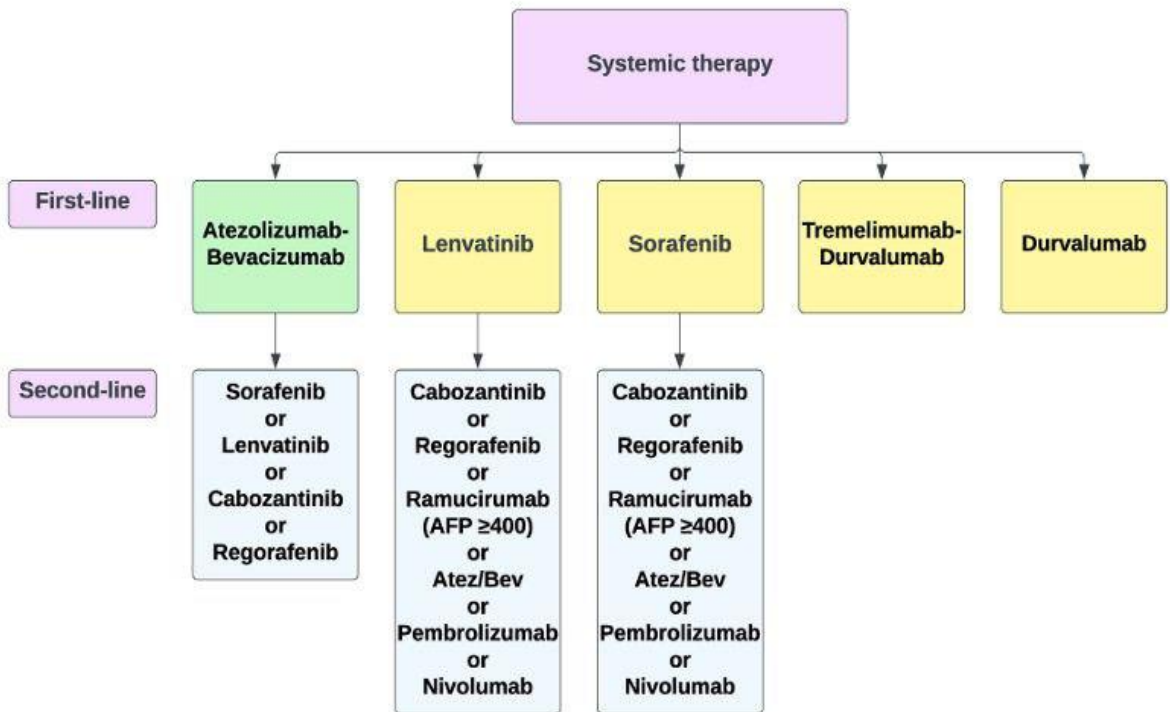 Systemic therapy
First-line
Atezolizumab-
Bevacizumab
Lenvatinib
Sorafenib
Tremelimumab-
Durvalumab
Durvalumab
Second-line
Sorafenib
or
Lenvatinib
or
Cabozantinib
or
Regorafenib
Cabozantinib
or
Regorafenib
or
Ramucirumab
(AFP ≥400)
or
Atez/Bev
or
Pembrolizumab
or
Nivolumab
Cabozantinib
or
Regorafenib
or
Ramucirumab
(AFP ≥400)
or
Atez/Bev
or
Pembrolizumab
or
Nivolumab